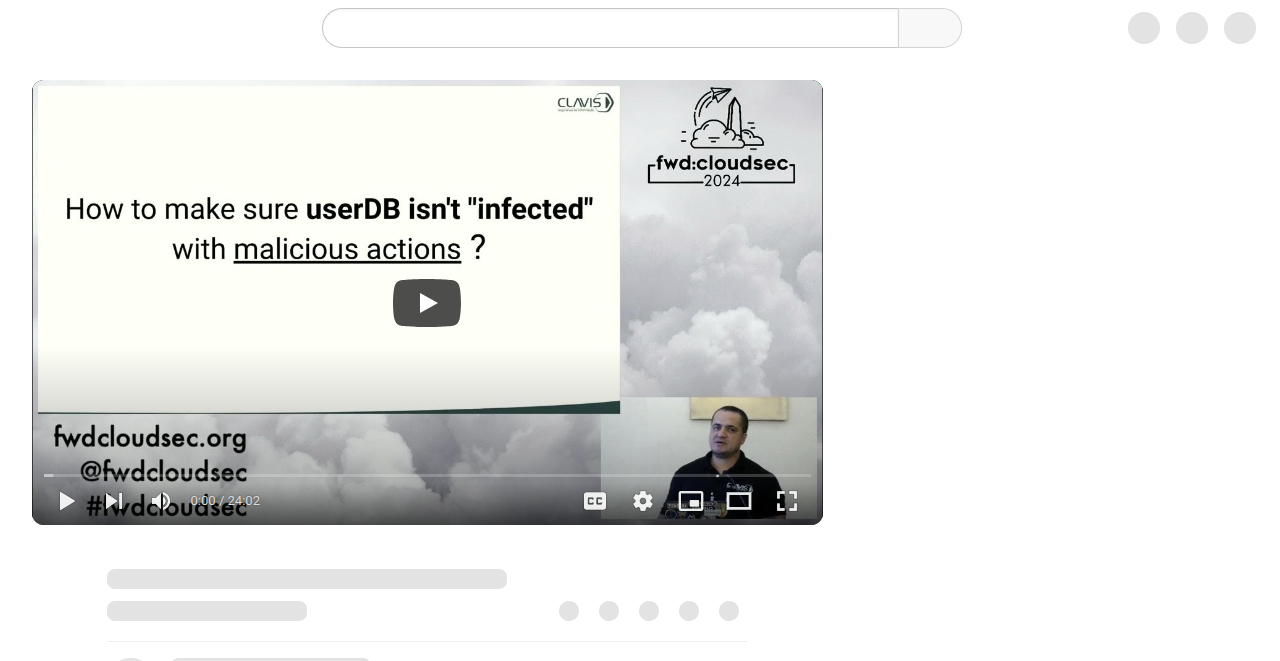 CLAVIS
How to make sure userDB isn't "infected"
with malicious actions ?
fwd:cloudsec
2024
fwdcloudsec.org
@fwdcloudsec
#fwdcloudsec
0:00 / 24:02
CC